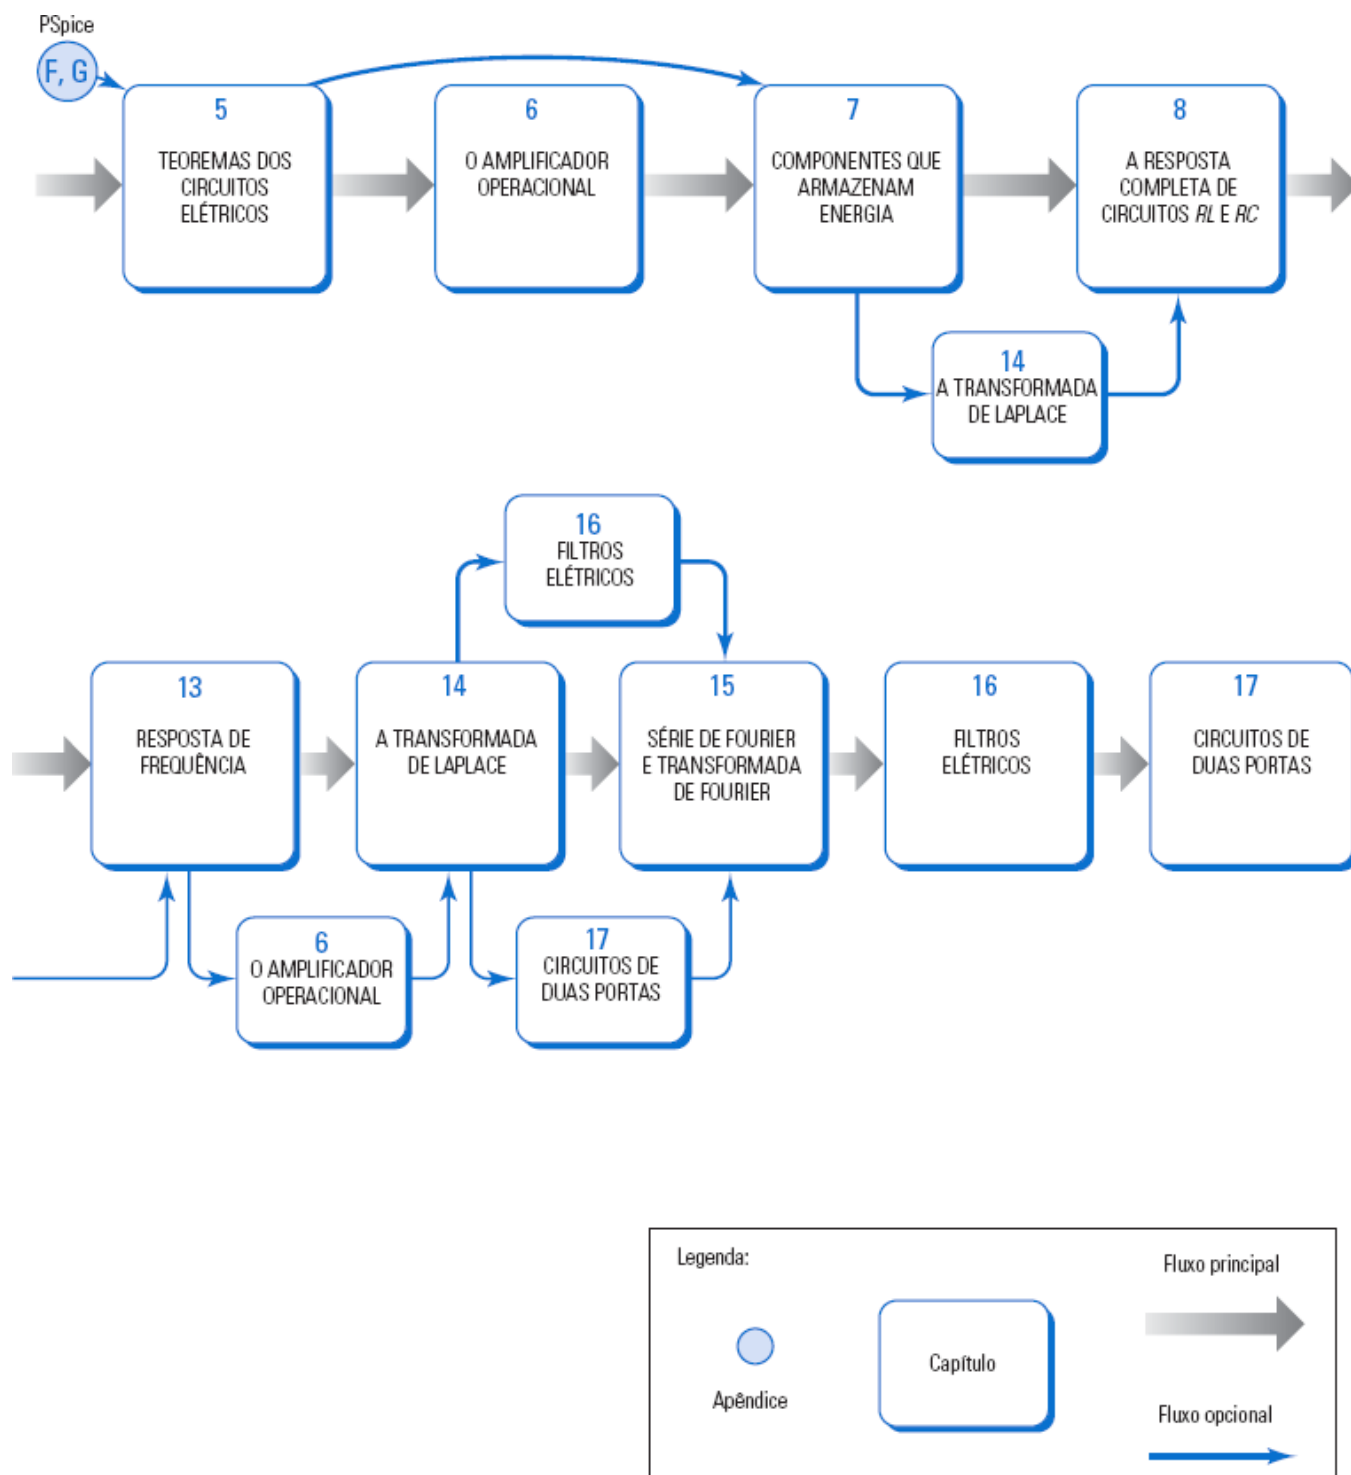 PSpice
F, G
5
TEOREMAS DOS
CIRCUITOS
ELÉTRICOS
6
O AMPLIFICADOR
OPERACIONAL
7
COMPONENTES QUE
ARMAZENAM
ENERGIA
8
A RESPOSTA
COMPLETA DE
CIRCUITOS RL E RC
14
A TRANSFORMADA
DE LAPLACE
16
FILTROS
ELÉTRICOS
13
RESPOSTA DE
FREQUÊNCIA
14
A TRANSFORMADA
DE LAPLACE
15
SÉRIE DE FOURIER
E TRANSFORMADA
DE FOURIER
16
FILTROS
ELÉTRICOS
17
CIRCUITOS DE
DUAS PORTAS
6
O AMPLIFICADOR
OPERACIONAL
17
CIRCUITOS DE
DUAS PORTAS
Legenda:
Apêndice
Capítulo
Fluxo principal
Fluxo opcional